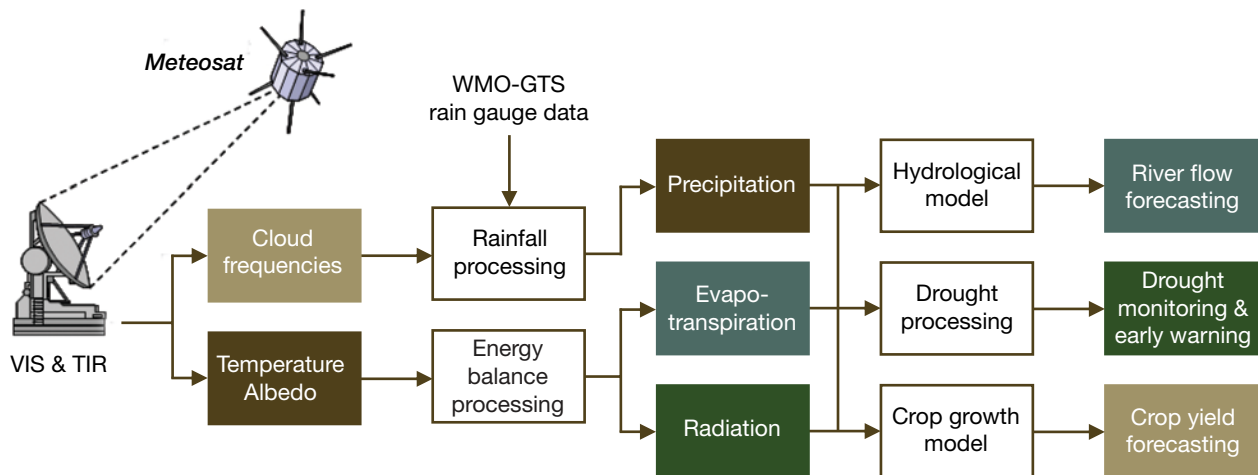 Meteosat
WMO-GTS
rain gauge data
VIS & TIR
Cloud
frequencies
Temperature
Albedo
Rainfall
processing
Energy
balance
processing
Precipitation
Evapo-
transpiration
Radiation
Hydrological
model
Drought
processing
Crop growth
model
River flow
forecasting
Drought
monitoring &
early warning
Crop yield
forecasting